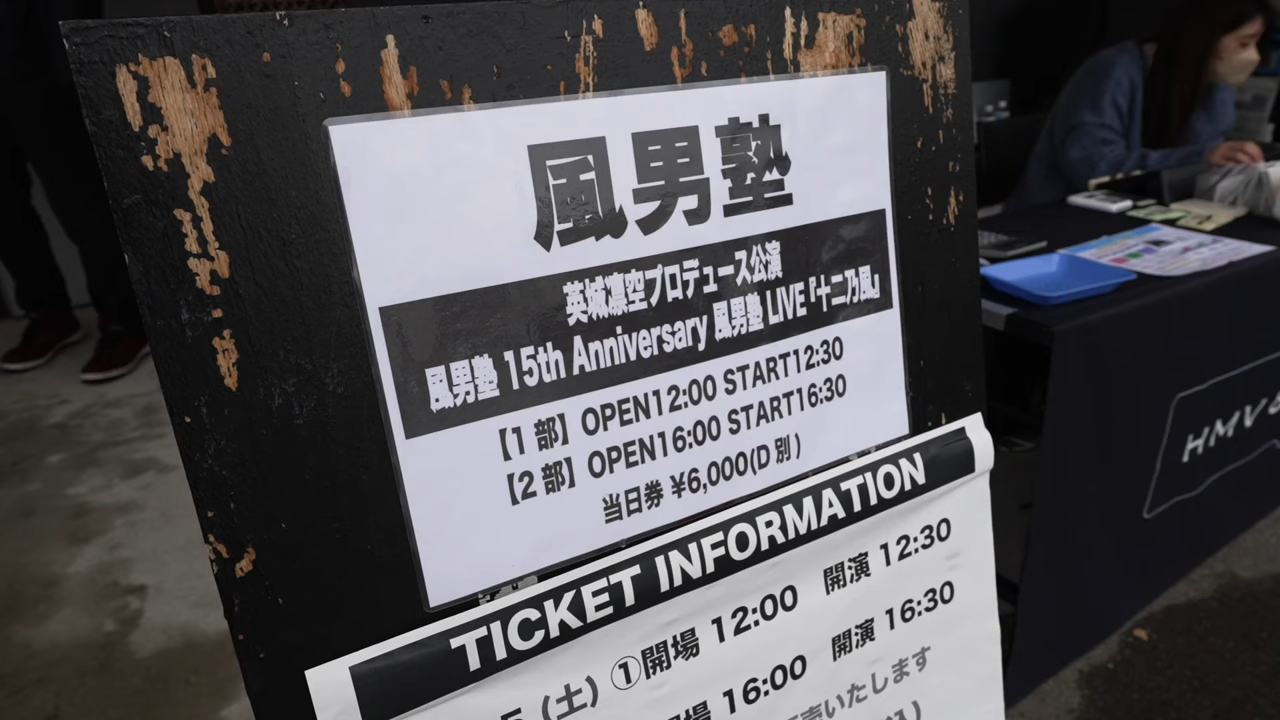 風男塾
英城凛空プロデュース公演
風男塾 15th Anniversary 風男塾 LIVE『十二乃風』
【1 部】OPEN12:00 START12:30
【2 部】OPEN16:00 START16:30
当日券 ¥6,000(D 別)
TICKET INFORMATION
(土) ①開場 12:00 開演 12:30
場 16:00 開演 16:30
売いたします
HMV&